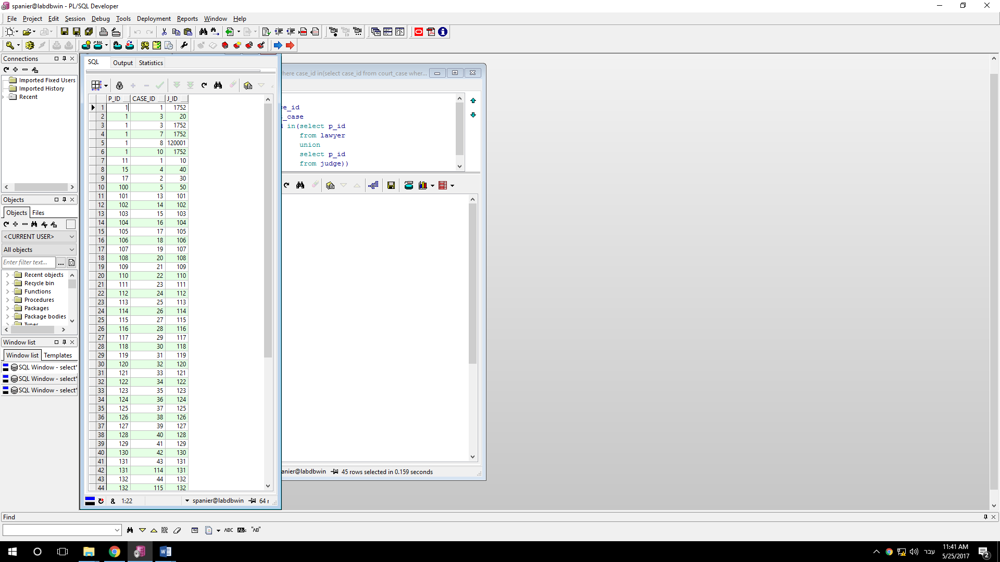 spanier@labdbwin - PL/SQL Developer
File Project Edit Session Debug Tools Deployment Reports Window Help
Connections
Imported Fixed Users
Imported History
Recent
Objects
Objects Files
<CURRENT USER>
All objects
Enter filter text...
Recent objects
Recycle bin
Functions
Procedures
Packages
Package bodies
Types
Window list
Window list Templates
SQL Window - select*
SQL Window - select*
SQL Window - select*
SQL Output Statistics
P_ID CASE_ID J_ID
1 1 1 1752
2 1 3 20
3 1 3 1752
4 1 7 1752
5 1 8 120001
6 1 10 1752
7 11 1 10
8 15 4 40
9 17 2 30
10 100 5 50
11 101 13 101
12 102 14 102
13 103 15 103
14 104 16 104
15 105 17 105
16 106 18 106
17 107 19 107
18 108 20 108
19 109 21 109
20 110 22 110
21 111 23 111
22 112 24 112
23 113 25 113
24 114 26 114
25 115 27 115
26 116 28 116
27 117 29 117
28 118 30 118
29 119 31 119
30 120 32 120
31 121 33 121
32 122 34 122
33 123 35 123
34 124 36 124
35 125 37 125
36 126 38 126
37 127 39 127
38 128 40 128
39 129 41 129
40 130 42 130
41 131 43 131
42 131 114 131
43 132 44 132
44 132 115 132
& 1:22 spanier@labdbwin 64 r
here case_id in(select case_id from court_case wher...
se_id
_case
in(select p_id
from lawyer
union
select p_id
from judge))
anier@labdbwin 45 rows selected in 0.159 seconds
Find
ABC "AB"
עבר
11:41 AM
5/25/2017
2